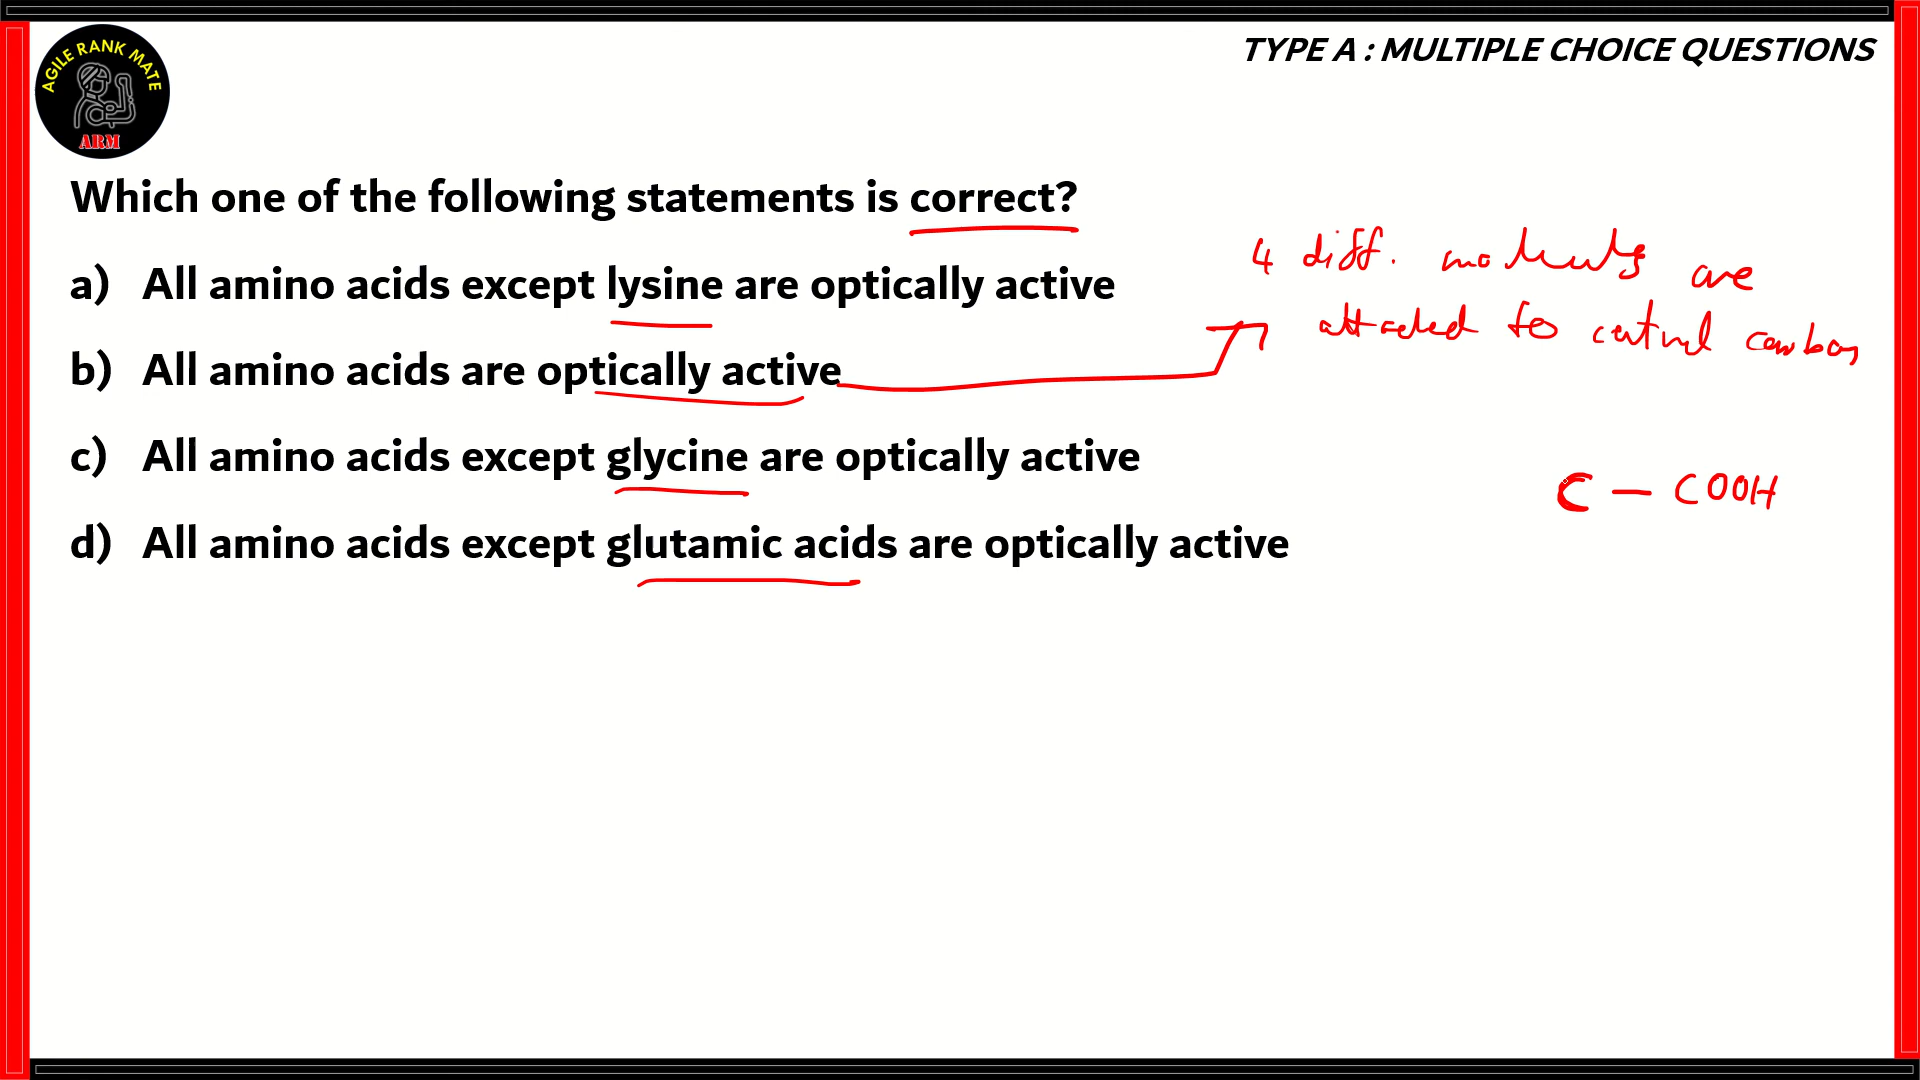 AGILE RANK MATE
ARM
TYPE A : MULTIPLE CHOICE QUESTIONS
Which one of the following statements is correct?
a) All amino acids except lysine are optically active
b) All amino acids are optically active
c) All amino acids except glycine are optically active
d) All amino acids except glutamic acids are optically active
4 diff. molecules are
attached to central carbon
C — COOH